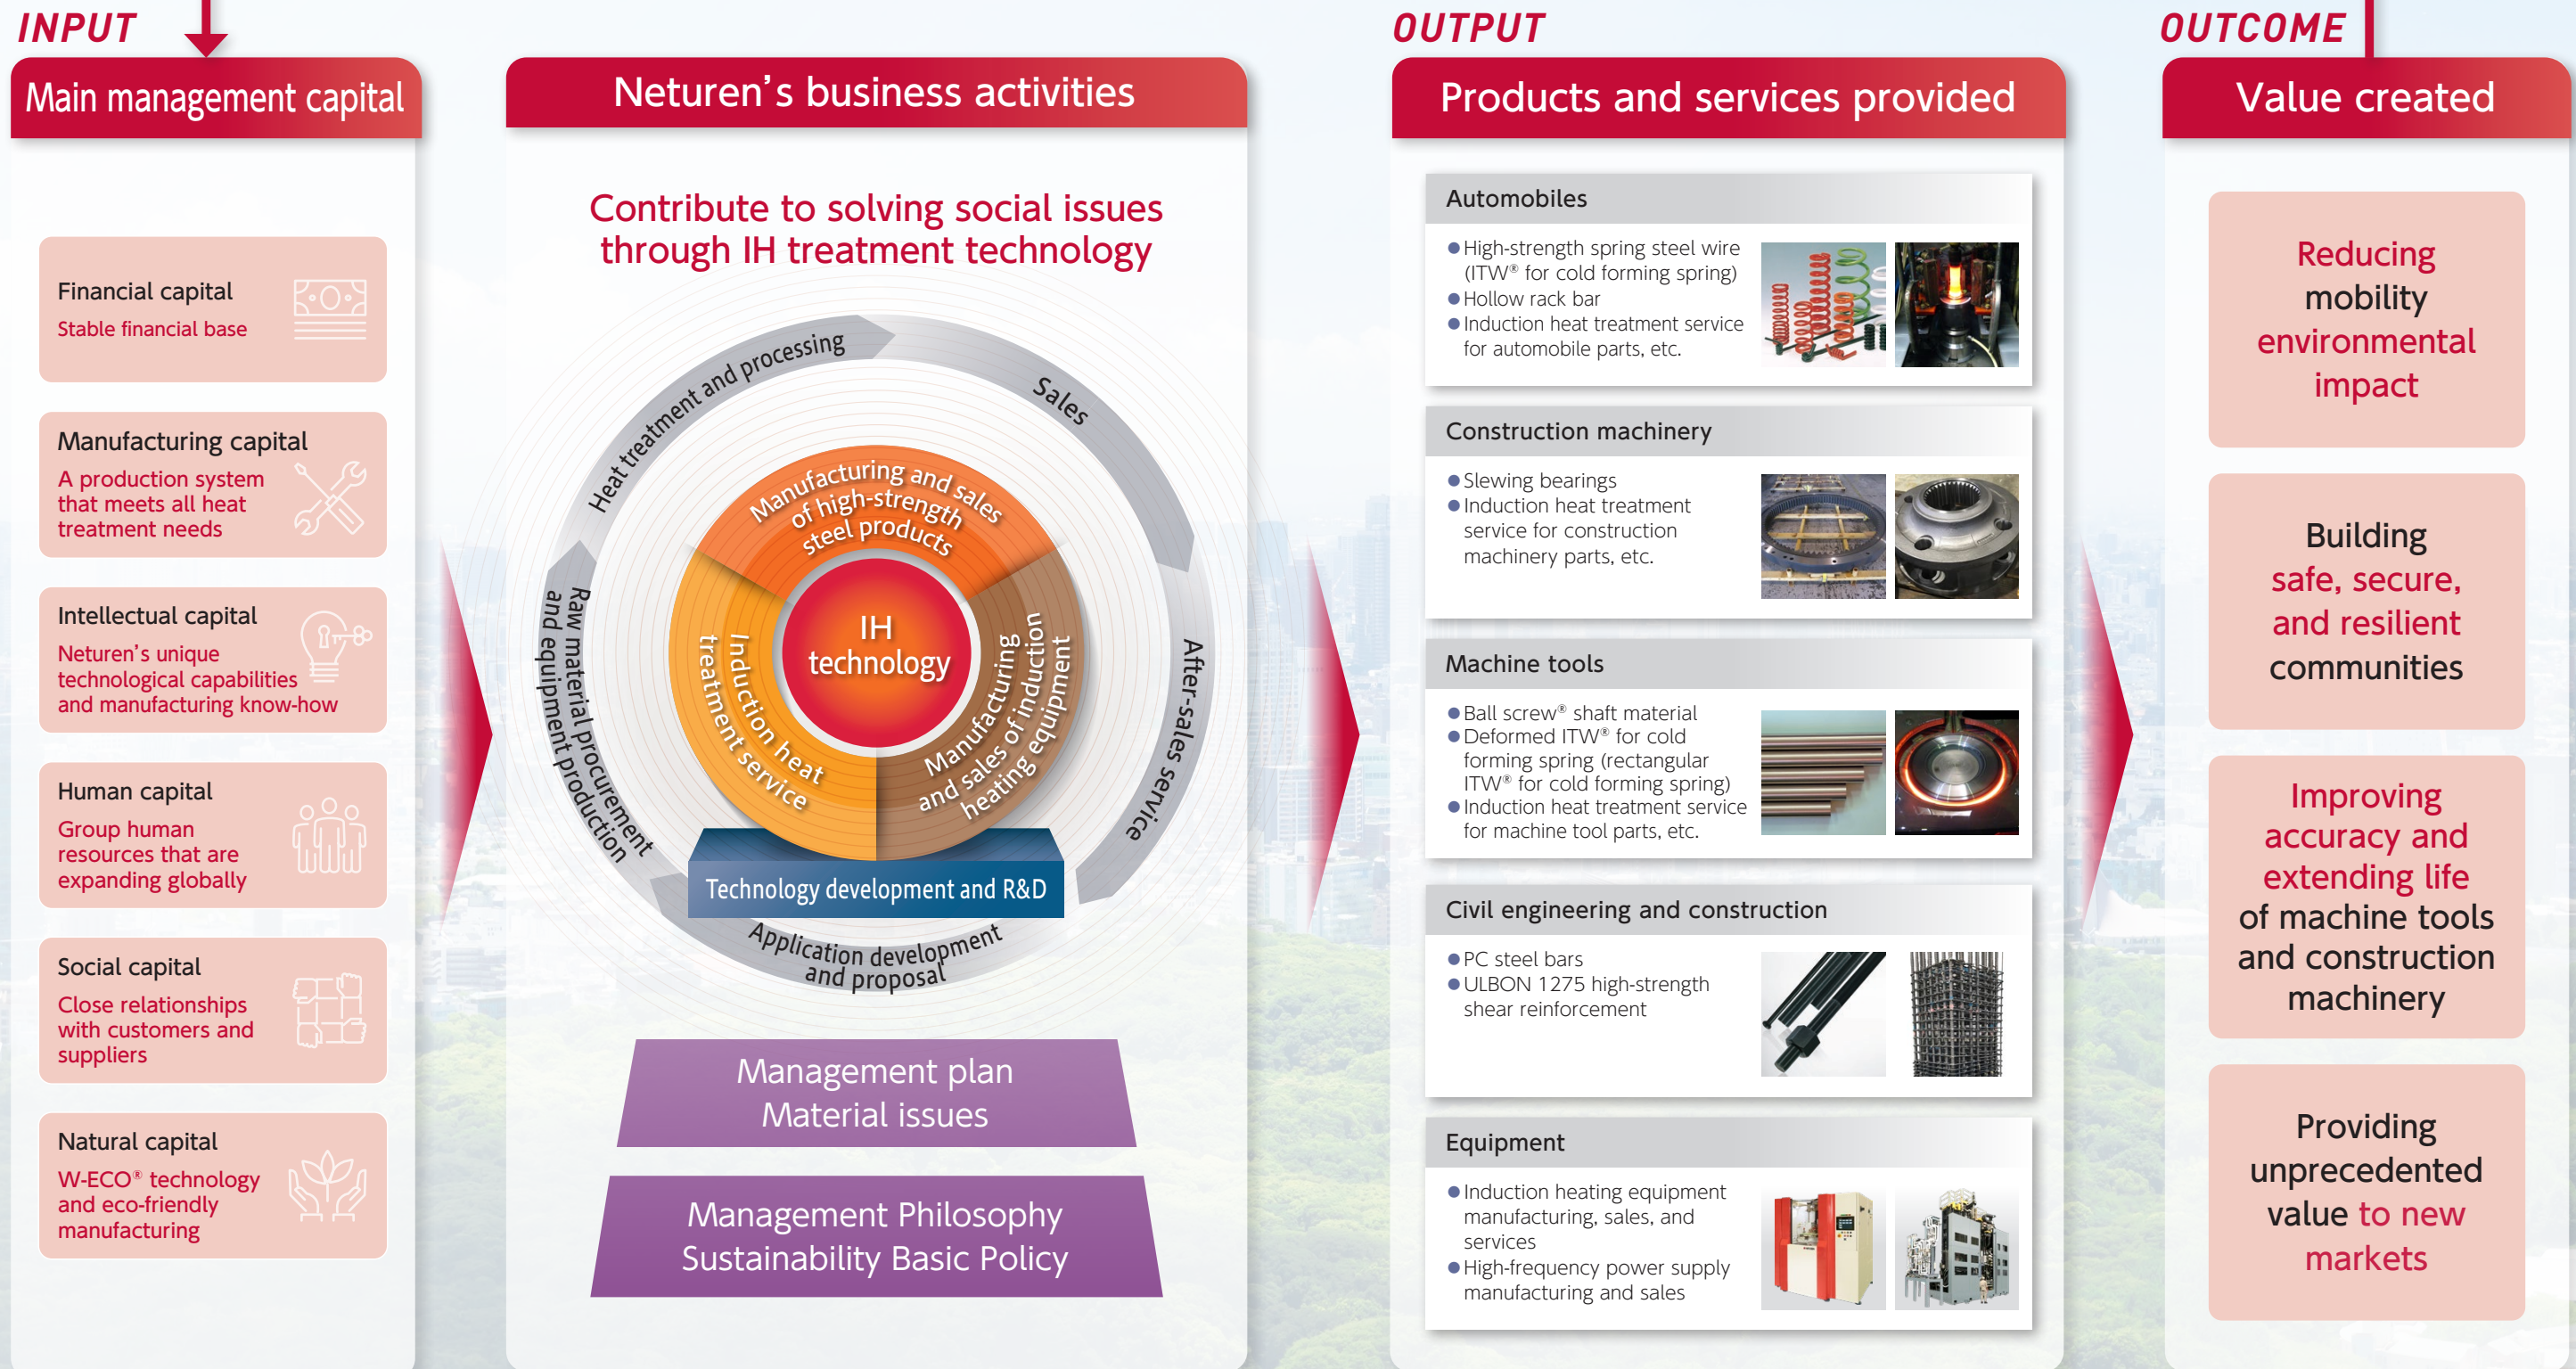 INPUT
Main management capital
Financial capital
Stable financial base
Manufacturing capital
A production system
that meets all heat
treatment needs
Intellectual capital
Neturen's unique
technological capabilities
and manufacturing know-how
Human capital
Group human
resources that are
expanding globally
Social capital
Close relationships
with customers and
suppliers
Natural capital
W-ECO® technology
and eco-friendly
manufacturing
Neturen's business activities
Contribute to solving social issues
through IH treatment technology
Heat treatment and processing
Sales
After-sales service
Application development
and proposal
Raw material procurement
and equipment production
Manufacturing and sales
of high-strength
steel products
Manufacturing
and sales of induction
heating equipment
Induction heat
treatment service
IH
technology
Technology development and R&D
Management plan
Material issues
Management Philosophy
Sustainability Basic Policy
OUTPUT
Products and services provided
Automobiles
●High-strength spring steel wire
(ITW® for cold forming spring)
●Hollow rack bar
●Induction heat treatment service
for automobile parts, etc.
Construction machinery
●Slewing bearings
●Induction heat treatment
service for construction
machinery parts, etc.
Machine tools
●Ball screw® shaft material
●Deformed ITW® for cold
forming spring (rectangular
ITW® for cold forming spring)
●Induction heat treatment service
for machine tool parts, etc.
Civil engineering and construction
●PC steel bars
●ULBON 1275 high-strength
shear reinforcement
Equipment
●Induction heating equipment
manufacturing, sales, and
services
●High-frequency power supply
manufacturing and sales
OUTCOME
Value created
Reducing
mobility
environmental
impact
Building
safe, secure,
and resilient
communities
Improving
accuracy and
extending life
of machine tools
and construction
machinery
Providing
unprecedented
value to new
markets